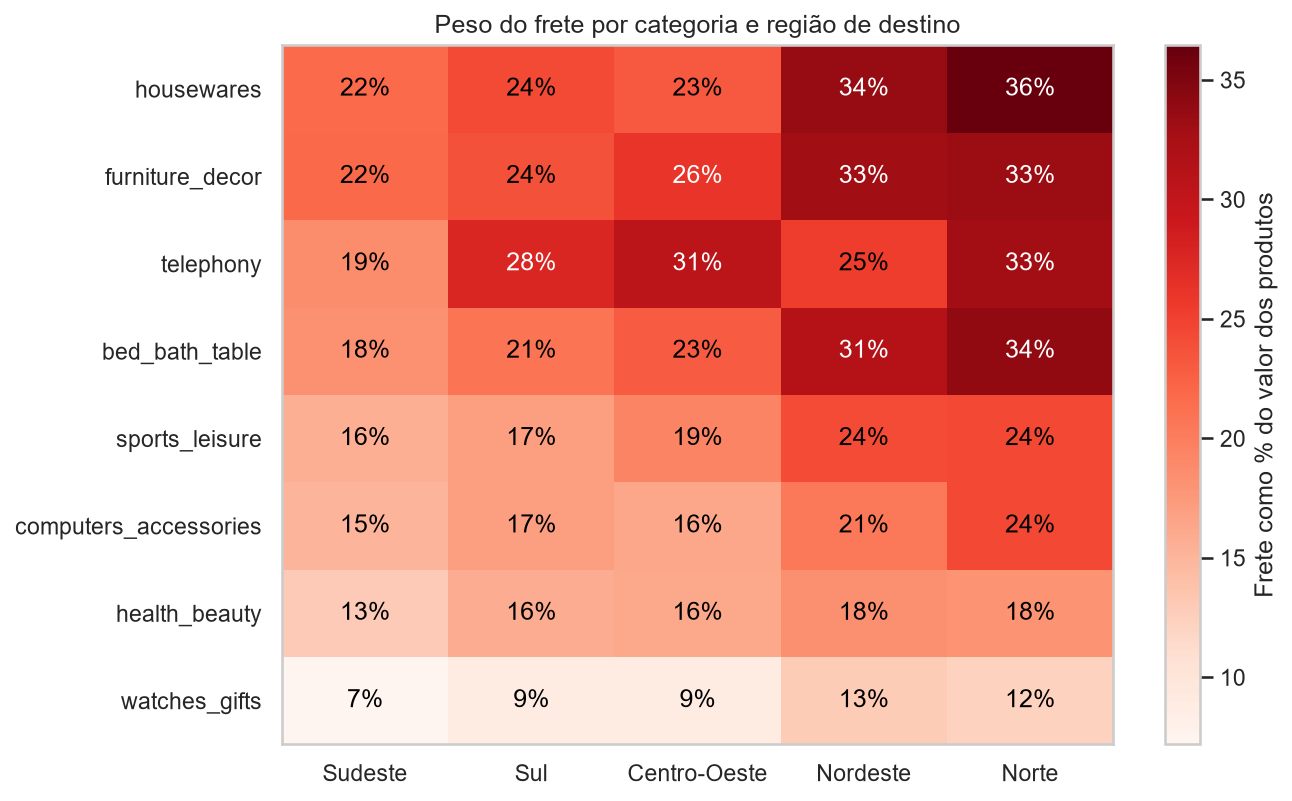 Peso do frete por categoria e região de destino
housewares 22% 24% 23% 34% 36%
furniture_decor 22% 24% 26% 33% 33%
telephony 19% 28% 31% 25% 33%
bed_bath_table 18% 21% 23% 31% 34%
sports_leisure 16% 17% 19% 24% 24%
computers_accessories 15% 17% 16% 21% 24%
health_beauty 13% 16% 16% 18% 18%
watches_gifts 7% 9% 9% 13% 12%
Sudeste Sul Centro-Oeste Nordeste Norte
35
30
25
20
15
10
Frete como % do valor dos produtos